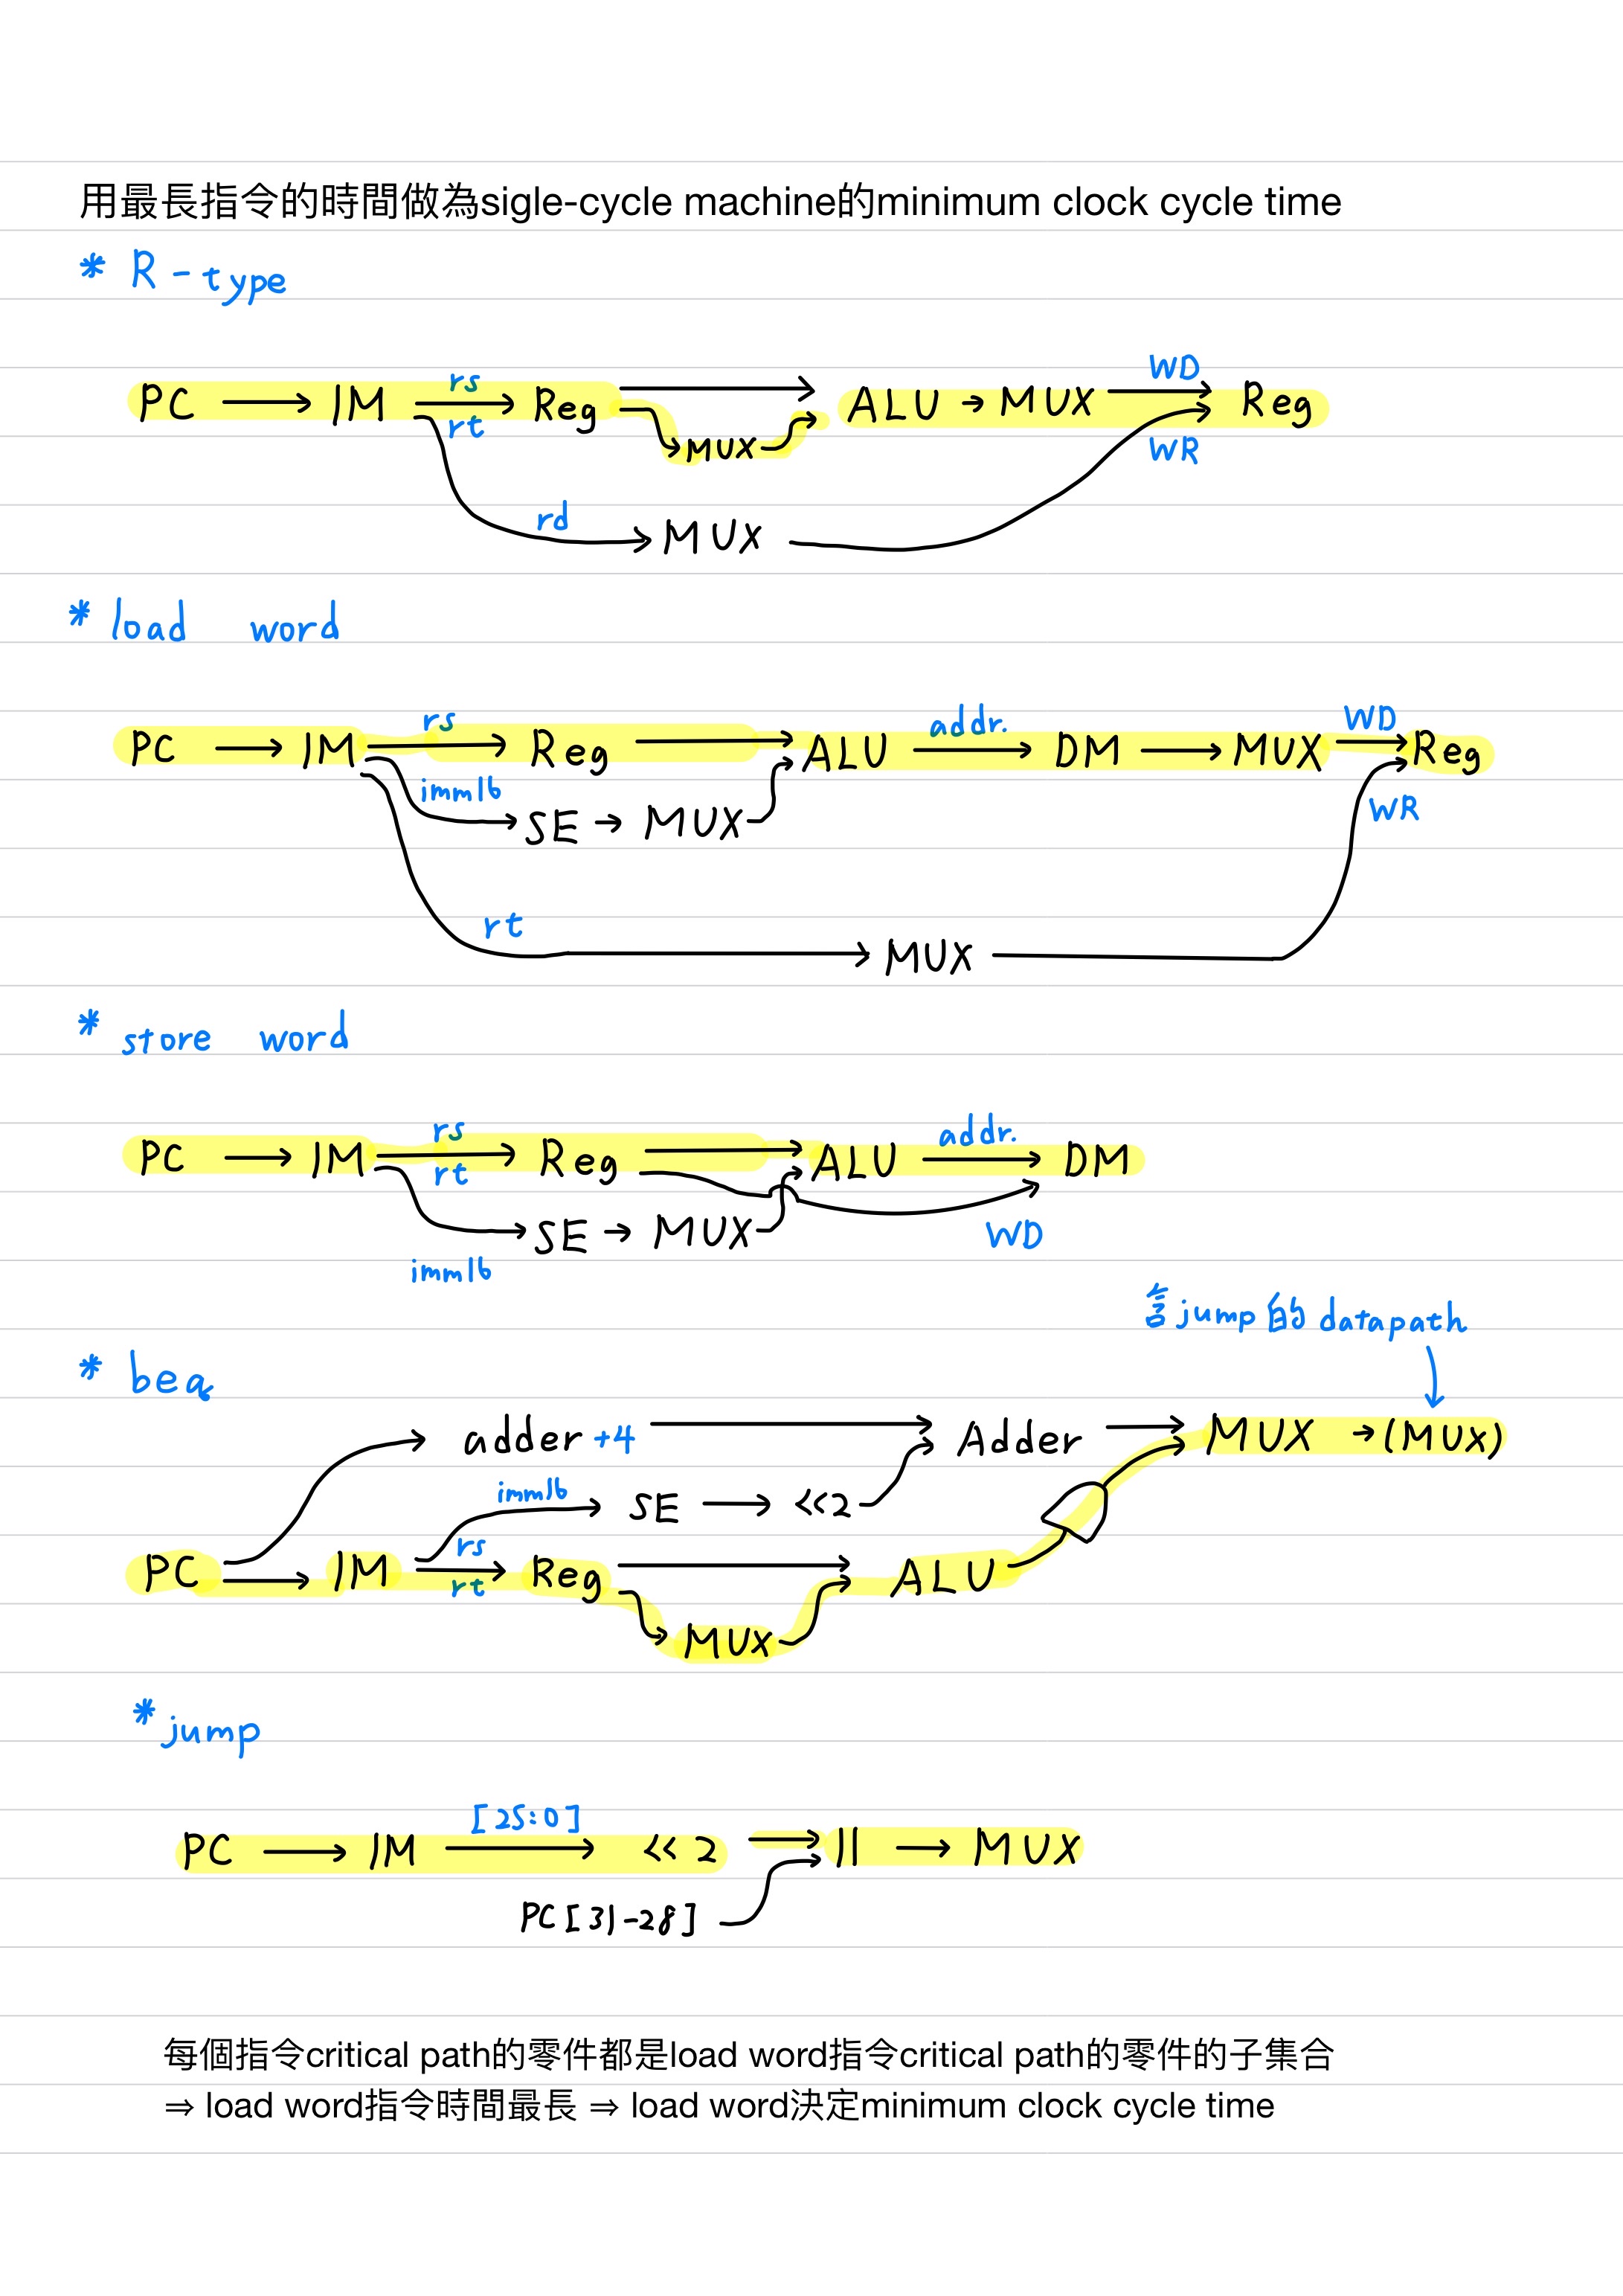 用最長指令的時間做為sigle-cycle machine的minimum clock cycle time
* R-type
PC → IM rs rt → Reg → ALU → MUX WD → Reg
MUX
WR
rd → MUX
* load word
PC → IM rs → Reg → ALU addr. → DM → MUX WD → Reg
imm16 SE → MUX
WR
rt → MUX
* store word
PC → IM rs rt → Reg → ALU addr. → DM
imm16 SE → MUX
WD
含jump的datapath
* beq
adder +4 → Adder → MUX → (MUX)
imm16 → SE → <<2
PC → IM rs rt → Reg → ALU
MUX
* jump
PC → IM [25:0] → <<2 → || → MUX
PC[31-28]
每個指令critical path的零件都是load word指令critical path的零件的子集合
⇒ load word指令時間最長 ⇒ load word決定minimum clock cycle time